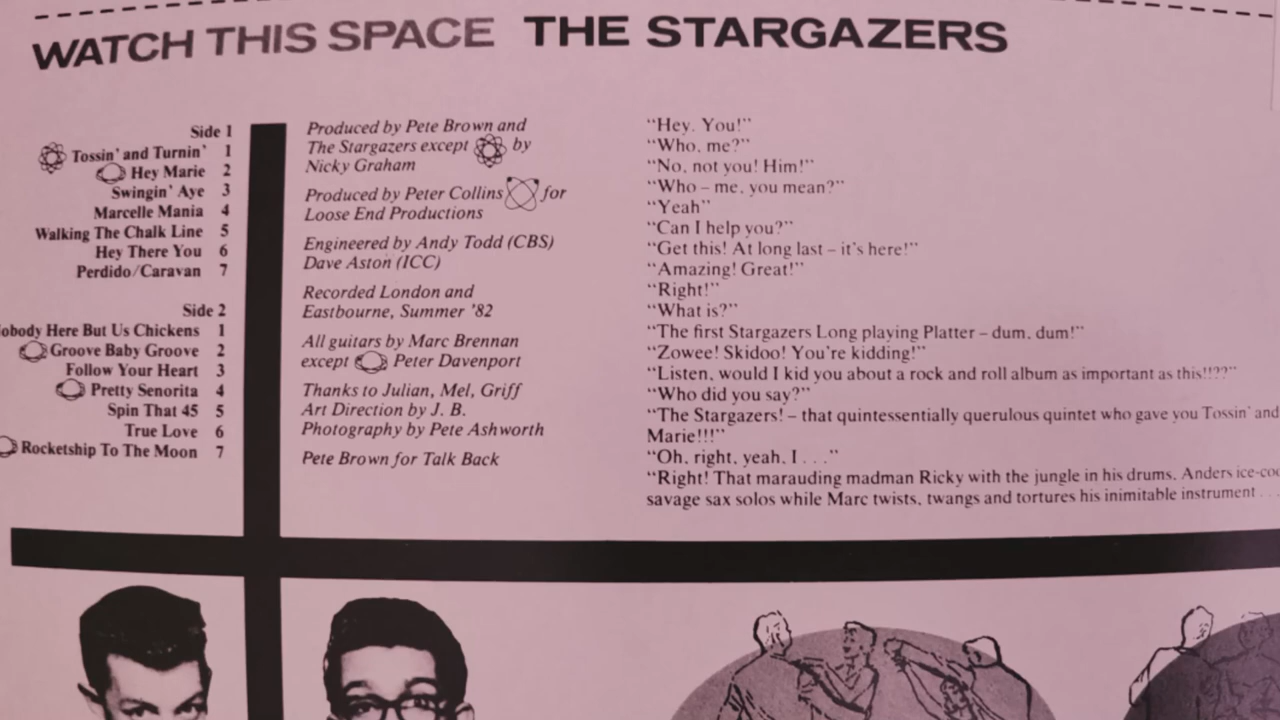 WATCH THIS SPACE THE STARGAZERS
Side 1
Tossin' and Turnin' 1
Hey Marie 2
Swingin' Aye 3
Marcelle Mania 4
Walking The Chalk Line 5
Hey There You 6
Perdido/Caravan 7
Side 2
obody Here But Us Chickens 1
Groove Baby Groove 2
Follow Your Heart 3
Pretty Senorita 4
Spin That 45 5
True Love 6
Rocketship To The Moon 7
Produced by Pete Brown and
The Stargazers except by
Nicky Graham
Produced by Peter Collins for
Loose End Productions
Engineered by Andy Todd (CBS)
Dave Aston (ICC)
Recorded London and
Eastbourne, Summer '82
All guitars by Marc Brennan
except Peter Davenport
Thanks to Julian, Mel, Griff
Art Direction by J. B.
Photography by Pete Ashworth
Pete Brown for Talk Back
"Hey. You!"
"Who, me?"
"No, not you! Him!"
"Who – me, you mean?"
"Yeah"
"Can I help you?"
"Get this! At long last – it's here!"
"Amazing! Great!"
"Right!"
"What is?"
"The first Stargazers Long playing Platter – dum, dum!"
"Zowee! Skidoo! You're kidding!"
"Listen, would I kid you about a rock and roll album as important as this!!??"
"Who did you say?"
"The Stargazers! – that quintessentially querulous quintet who gave you Tossin' and
Marie!!!"
"Oh, right, yeah, I . . ."
"Right! That marauding madman Ricky with the jungle in his drums. Anders ice-coo
savage sax solos while Marc twists, twangs and tortures his inimitable instrument . .